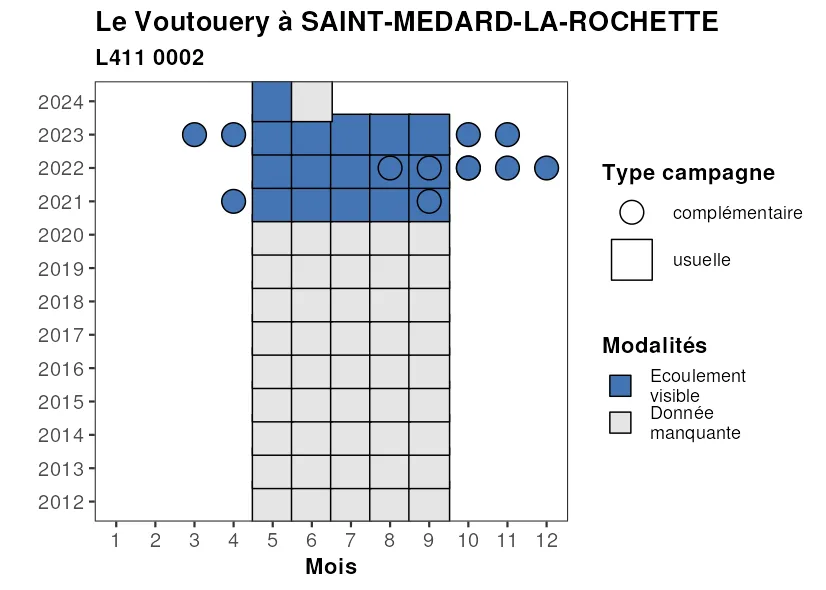 Le Voutouery à SAINT-MEDARD-LA-ROCHETTE
L411 0002
2024
2023
2022
2021
2020
2019
2018
2017
2016
2015
2014
2013
2012
1 2 3 4 5 6 7 8 9 10 11 12
Mois
Type campagne
complémentaire
usuelle
Modalités
Ecoulement
visible
Donnée
manquante